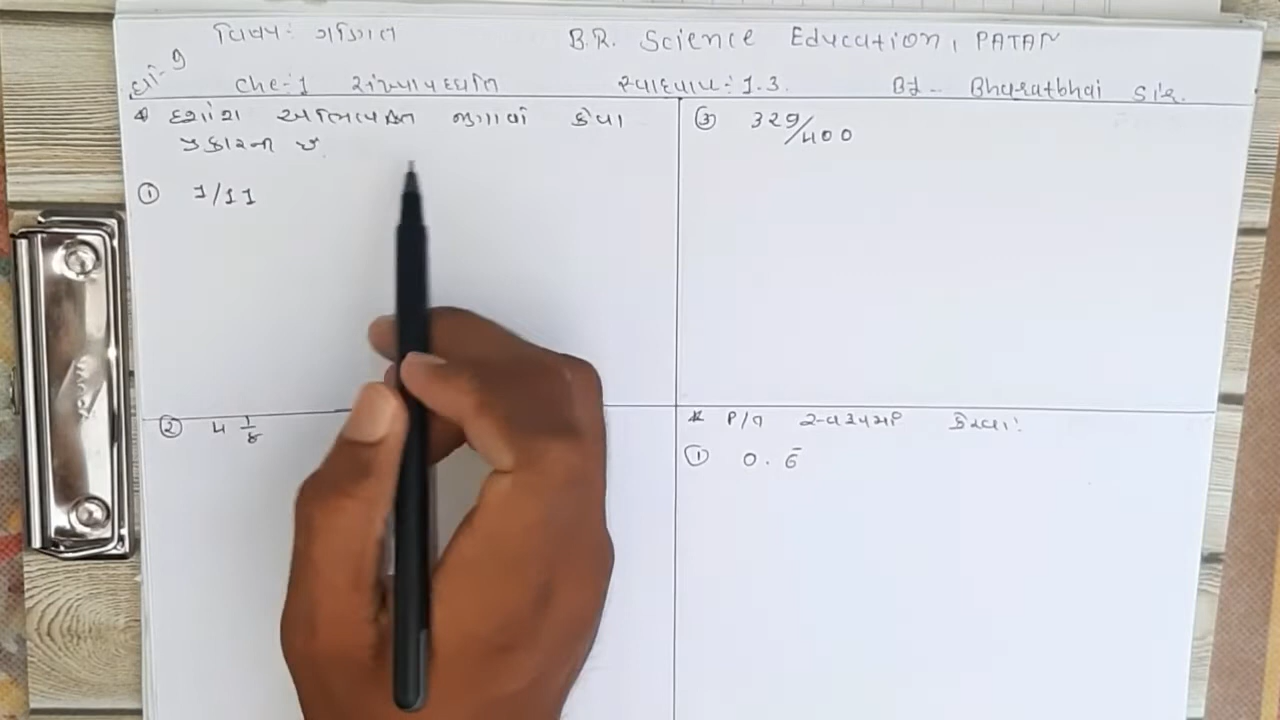 વિષય: ગણિત
B.R. Science Education, PATAN
ધો-9
Che:-1 સંખ્યાપદ્ધતિ
સ્વાધ્યાય:- 1.3.
By - Bharatbhai Sir.
* દશાંશ અભિવ્યક્તિ જણાવો કેવા
પ્રકારની છે
① 1/11
② 4 1/8
③ 329/400
* P/q સ્વરૂપમાં ફેરવો:
① 0.6̅